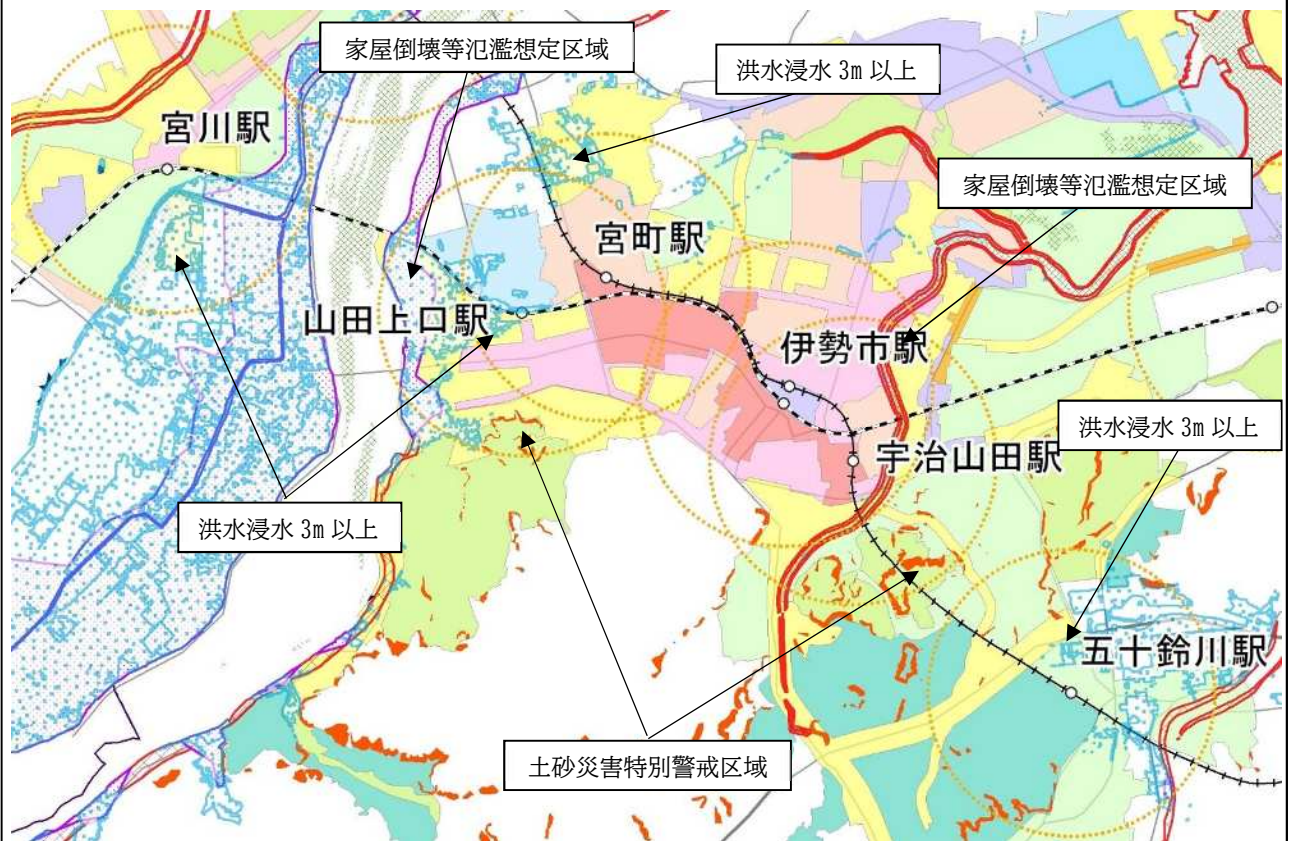 家屋倒壊等氾濫想定区域
洪水浸水 3m 以上
宮川駅
家屋倒壊等氾濫想定区域
宮町駅
山田上口駅
伊勢市駅
洪水浸水 3m 以上
宇治山田駅
洪水浸水 3m 以上
五十鈴川駅
土砂災害特別警戒区域